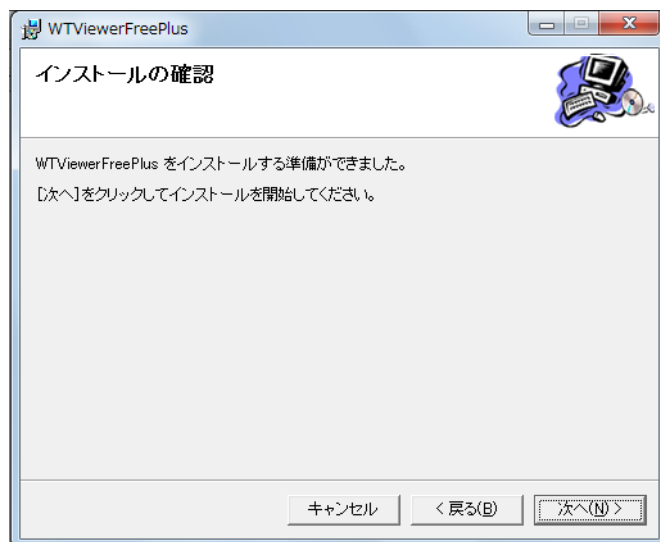 WTViewerFreePlus
インストールの確認
WTViewerFreePlus をインストールする準備ができました。
[次へ]をクリックしてインストールを開始してください。
キャンセル
< 戻る(B)
次へ(N) >